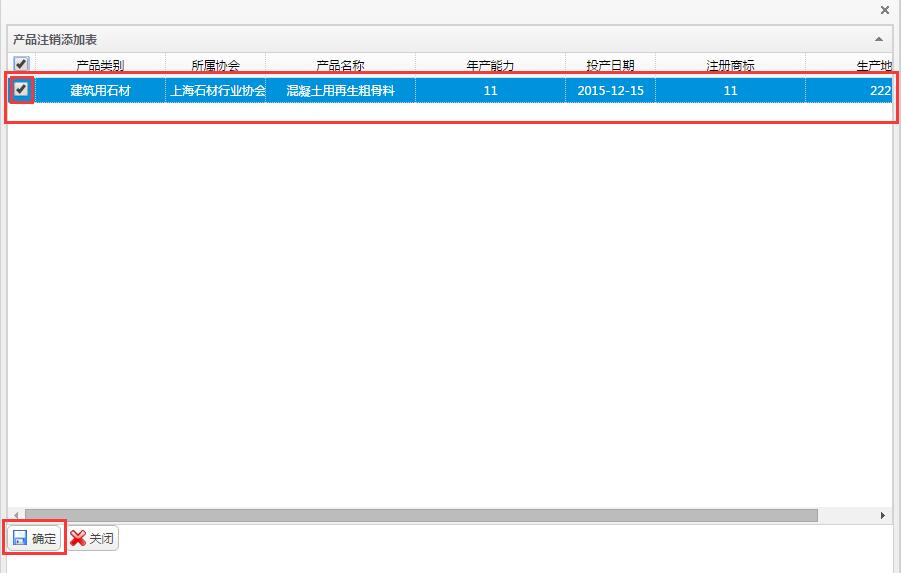 产品注销添加表
产品类别 所属协会 产品名称 年产能力 投产日期 注册商标 生产地
建筑用石材 上海石材行业协会 混凝土用再生粗骨料 11 2015-12-15 11 222
确定 关闭